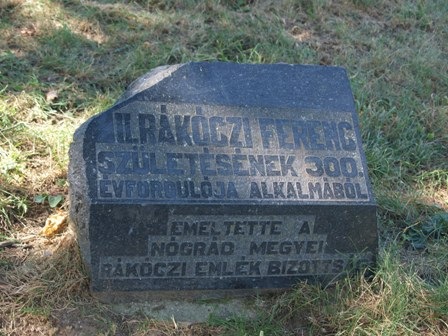 II. RÁKÓCZI FERENC
SZÜLETÉSÉNEK 300.
ÉVFORDULÓJA ALKALMÁBÓL
EMELTETTE A
NÓGRÁD MEGYEI
RÁKÓCZI EMLÉK BIZOTTSÁG